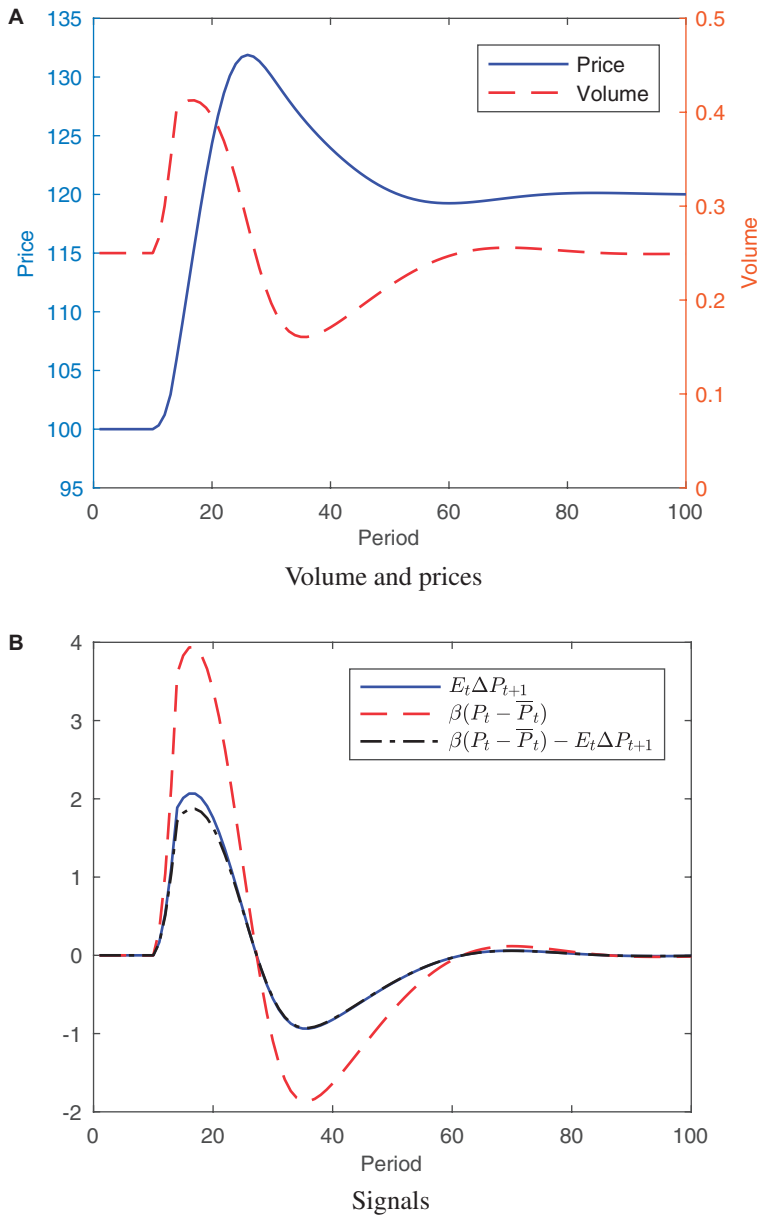 A
135
130
125
120
115
110
105
100
95
Price
0.5
0.4
0.3
0.2
0.1
0
Volume
Price
Volume
0 20 40 60 80 100
Period
Volume and prices
B
4
3
2
1
0
-1
-2
E_tΔP_{t+1}
β(P_t − P̅_t)
β(P_t − P̅_t) − E_tΔP_{t+1}
0 20 40 60 80 100
Period
Signals